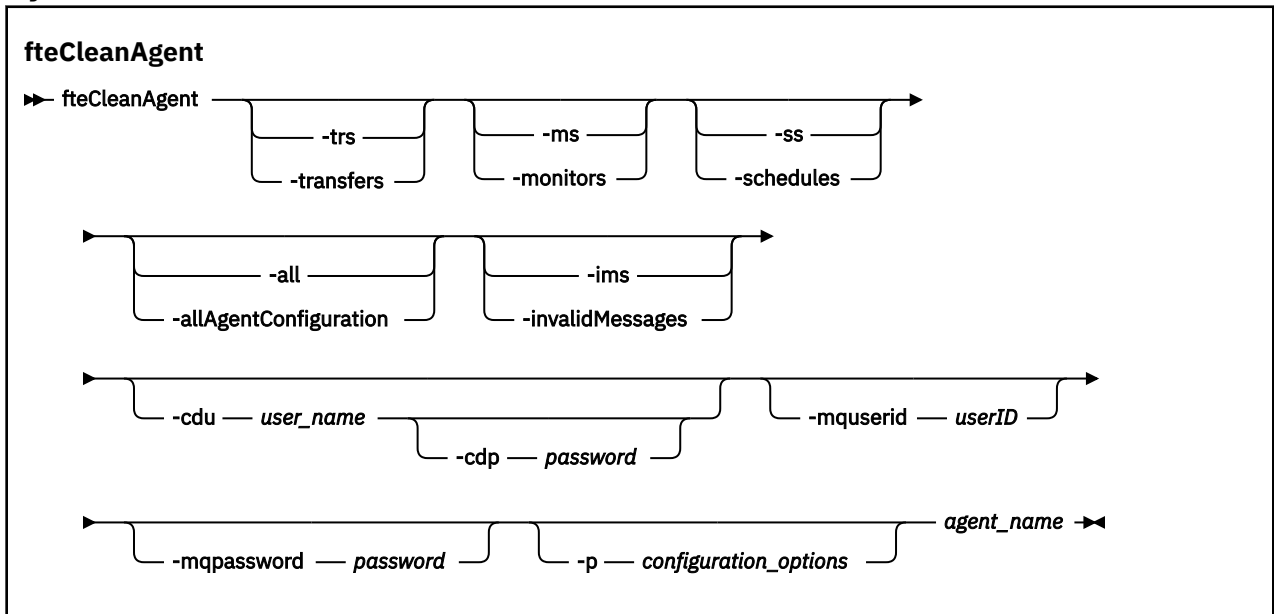 fteCleanAgent
fteCleanAgent
-trs -ms -ss
-transfers -monitors -schedules
-all -ims
-allAgentConfiguration -invalidMessages
-cdu user_name -mquserid userID
-cdp password
agent_name
-mqpassword password -p configuration_options